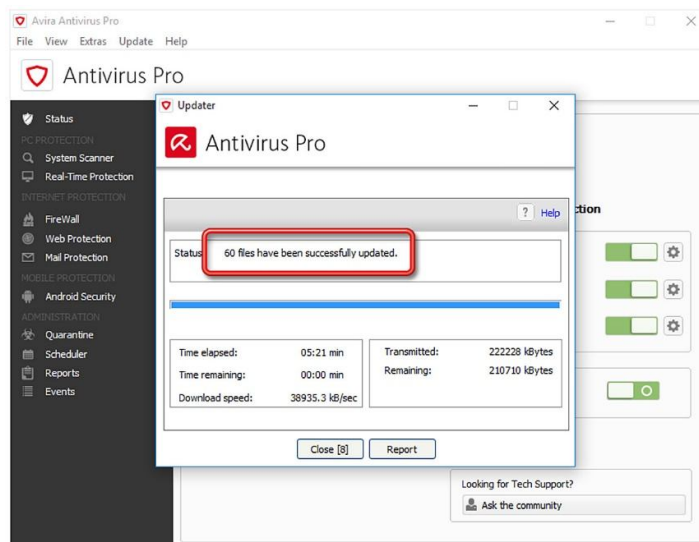 Avira Antivirus Pro
File View Extras Update Help
Antivirus Pro
Status
PC PROTECTION
System Scanner
Real-Time Protection
INTERNET PROTECTION
FireWall
Web Protection
Mail Protection
MOBILE PROTECTION
Android Security
ADMINISTRATION
Quarantine
Scheduler
Reports
Events
Updater
Antivirus Pro
? Help
Status
60 files have been successfully updated.
Time elapsed: 05:21 min
Time remaining: 00:00 min
Download speed: 38935.3 kB/sec
Transmitted: 222228 kBytes
Remaining: 210710 kBytes
Close [8] Report
Looking for Tech Support?
Ask the community